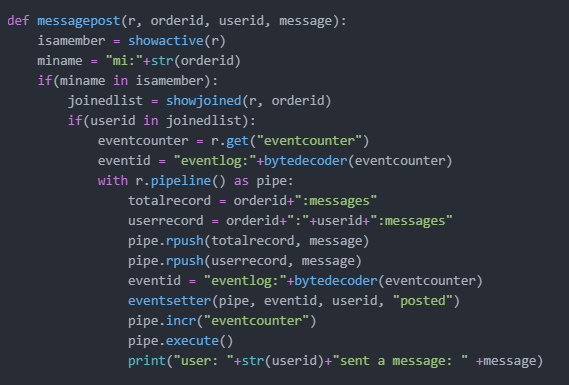 def messagepost(r, orderid, userid, message):
    isamember = showactive(r)
    miname = "mi:"+str(orderid)
    if(miname in isamember):
        joinedlist = showjoined(r, orderid)
        if(userid in joinedlist):
            eventcounter = r.get("eventcounter")
            eventid = "eventlog:"+bytedecoder(eventcounter)
            with r.pipeline() as pipe:
                totalrecord = orderid+":messages"
                userrecord = orderid+":"+userid+":messages"
                pipe.rpush(totalrecord, message)
                pipe.rpush(userrecord, message)
                eventid = "eventlog:"+bytedecoder(eventcounter)
                eventsetter(pipe, eventid, userid, "posted")
                pipe.incr("eventcounter")
                pipe.execute()
                print("user: "+str(userid)+"sent a message: " +message)